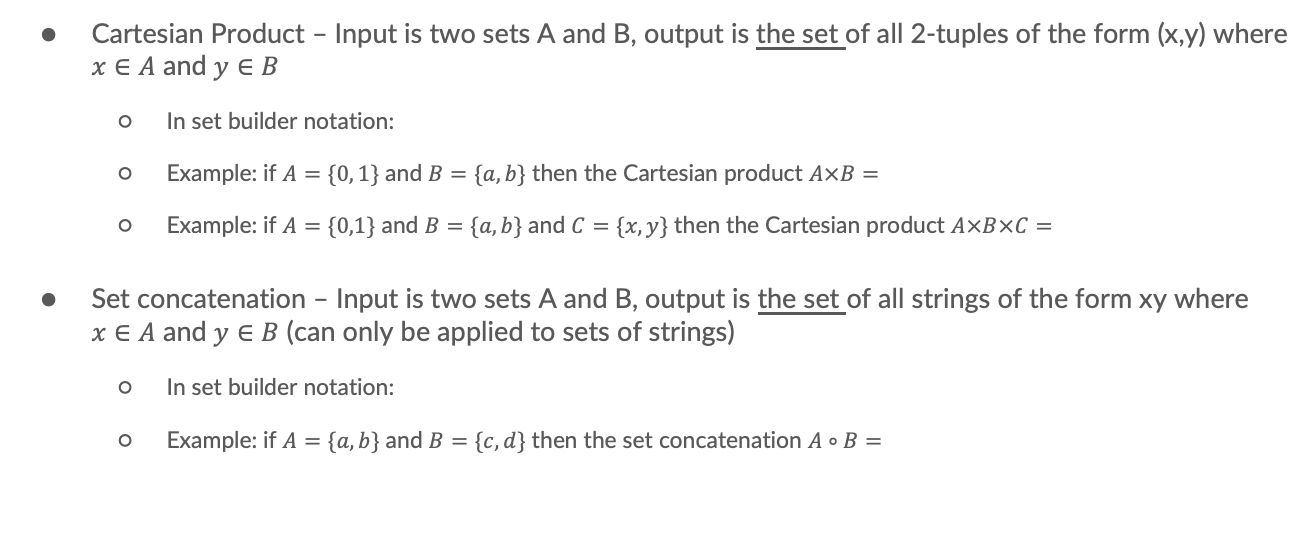 ● Cartesian Product – Input is two sets A and B, output is the set of all 2-tuples of the form (x,y) where
x ∈ A and y ∈ B
○ In set builder notation:
○ Example: if A = {0, 1} and B = {a, b} then the Cartesian product A×B =
○ Example: if A = {0,1} and B = {a, b} and C = {x, y} then the Cartesian product A×B×C =
● Set concatenation – Input is two sets A and B, output is the set of all strings of the form xy where
x ∈ A and y ∈ B (can only be applied to sets of strings)
○ In set builder notation:
○ Example: if A = {a, b} and B = {c, d} then the set concatenation A ∘ B =